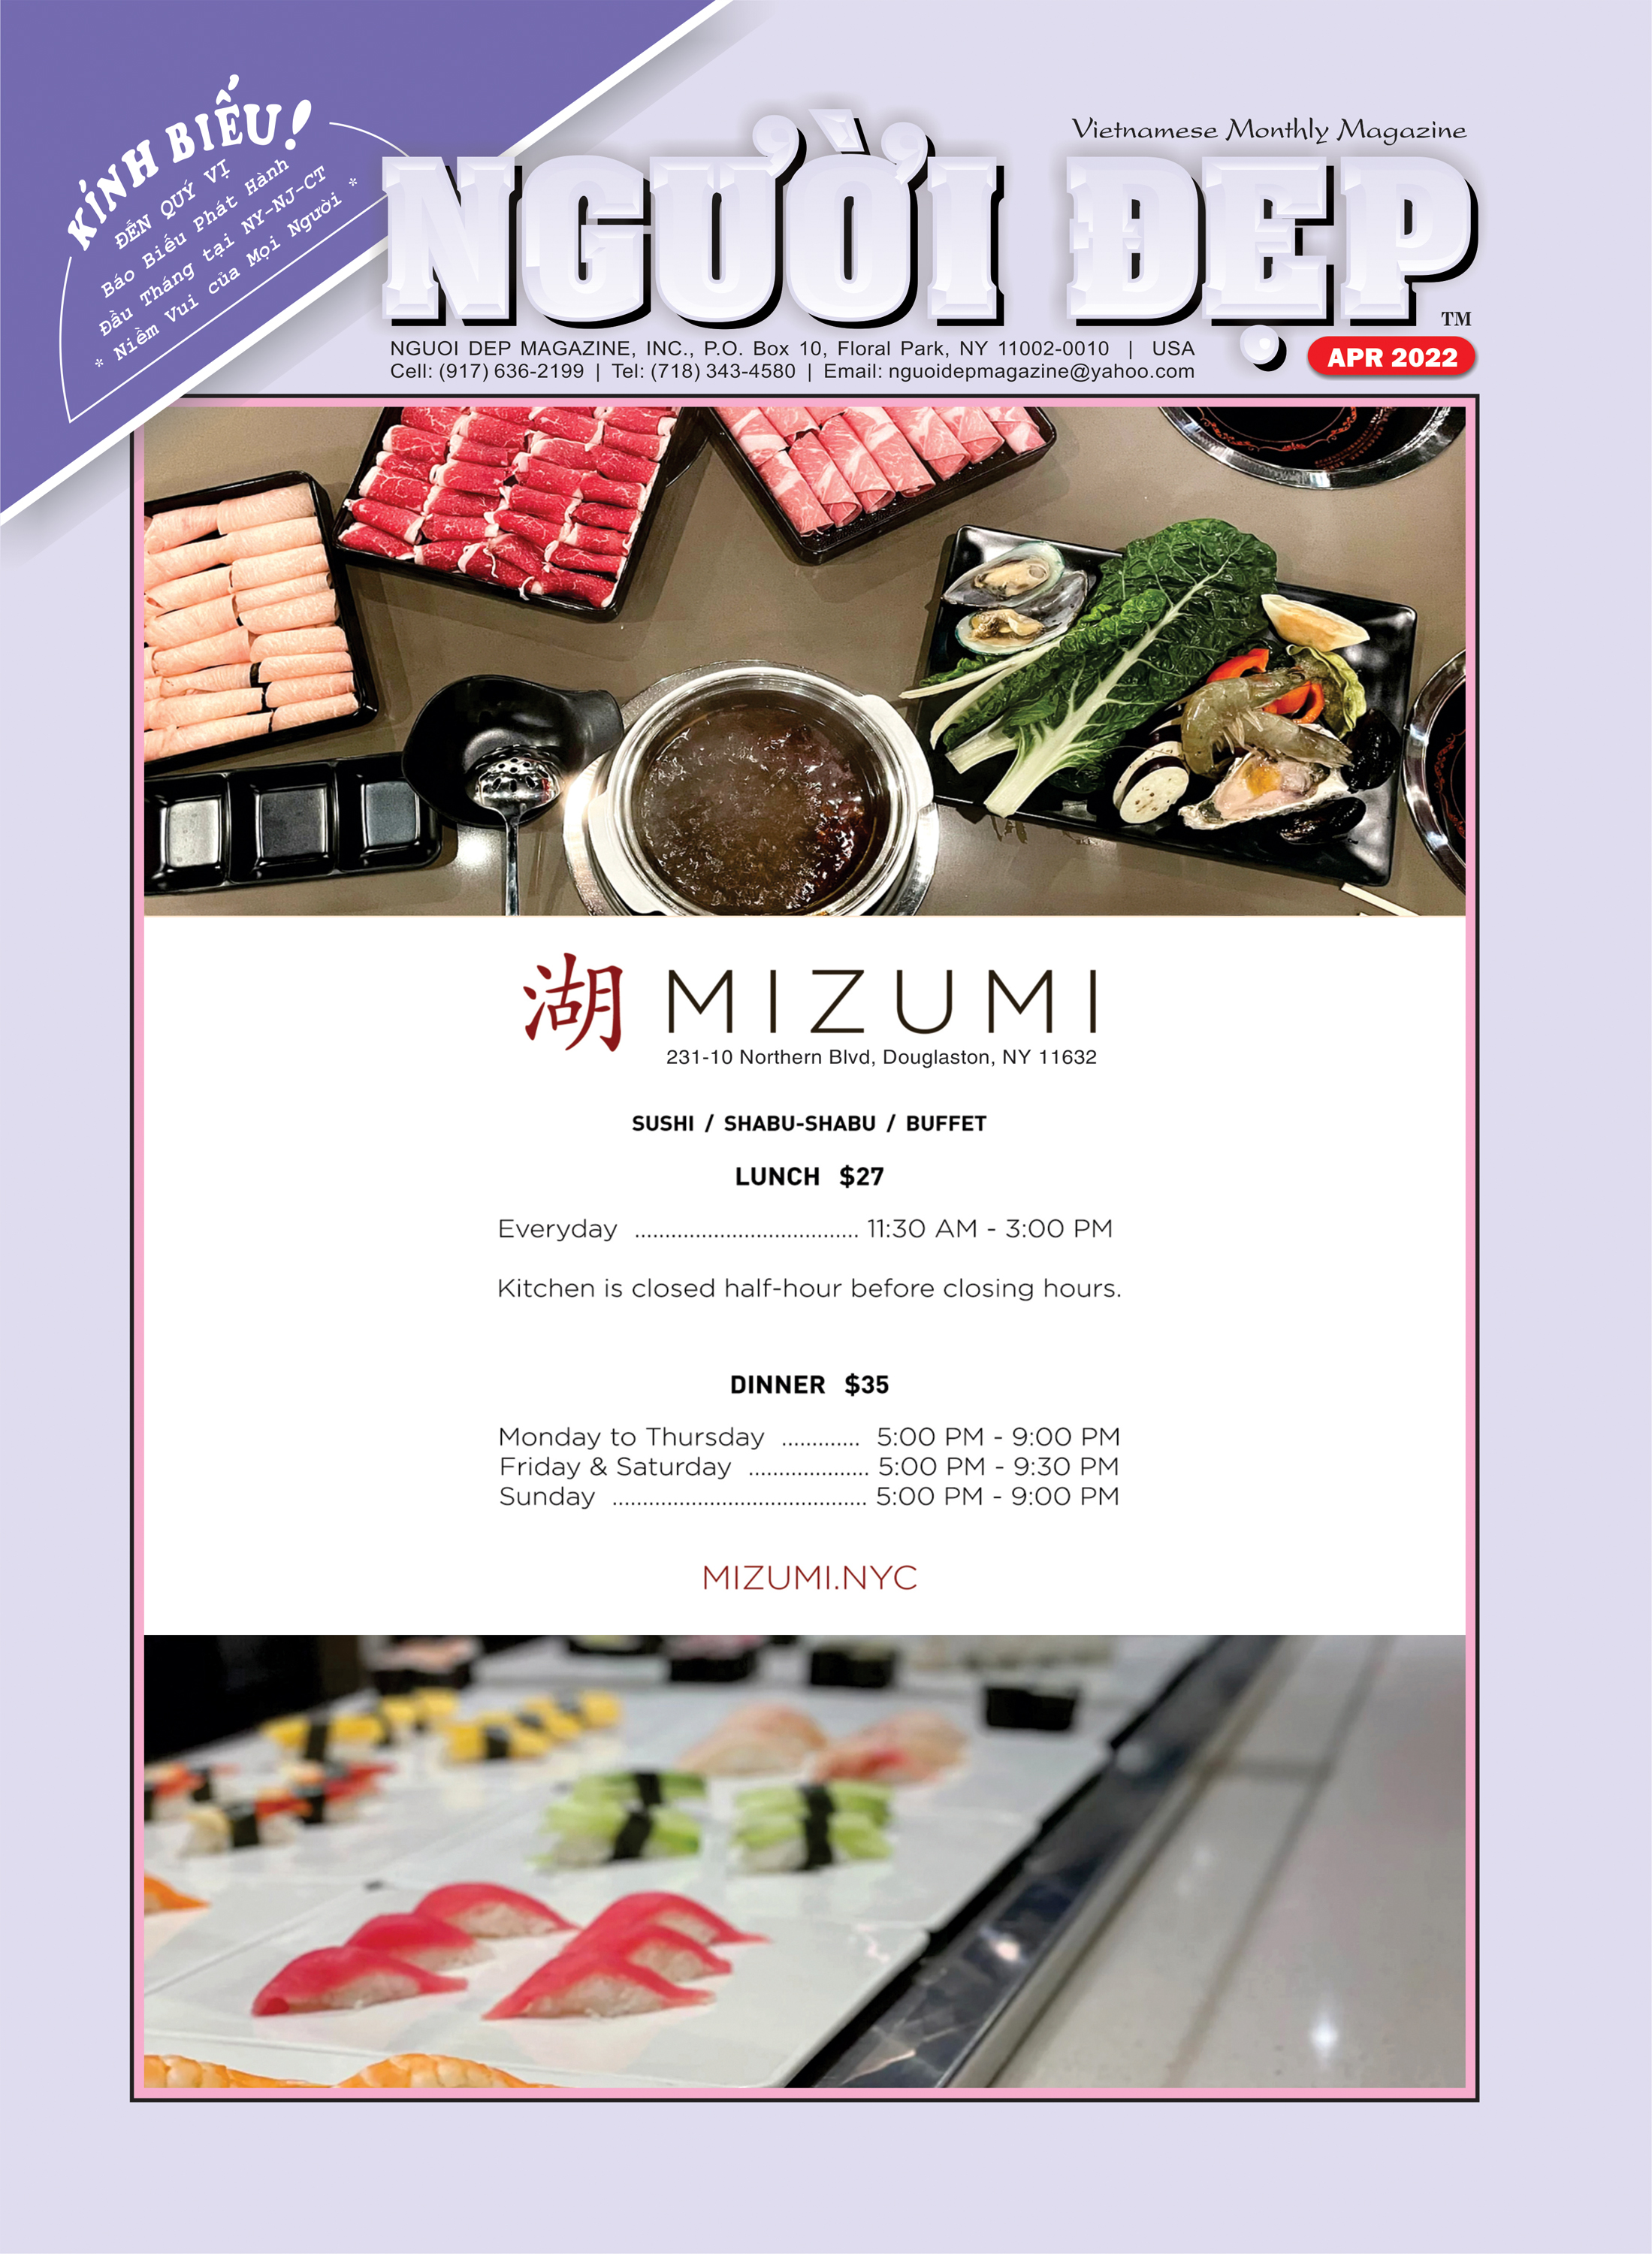 KÍNH BIẾU!
ĐẾN QUÝ VỊ
Báo Biếu Phát Hành
Đầu Tháng tại NY-NJ-CT
* Niềm Vui của Mọi Người *
Vietnamese Monthly Magazine
NGƯỜI ĐẸP
TM
NGUOI DEP MAGAZINE, INC., P.O. Box 10, Floral Park, NY 11002-0010 | USA
Cell: (917) 636-2199 | Tel: (718) 343-4580 | Email: nguoidepmagazine@yahoo.com
APR 2022
湖 MIZUMI
231-10 Northern Blvd, Douglaston, NY 11632
SUSHI / SHABU-SHABU / BUFFET
LUNCH $27
Everyday ..................................... 11:30 AM - 3:00 PM
Kitchen is closed half-hour before closing hours.
DINNER $35
Monday to Thursday ............. 5:00 PM - 9:00 PM
Friday & Saturday .................... 5:00 PM - 9:30 PM
Sunday .......................................... 5:00 PM - 9:00 PM
MIZUMI.NYC